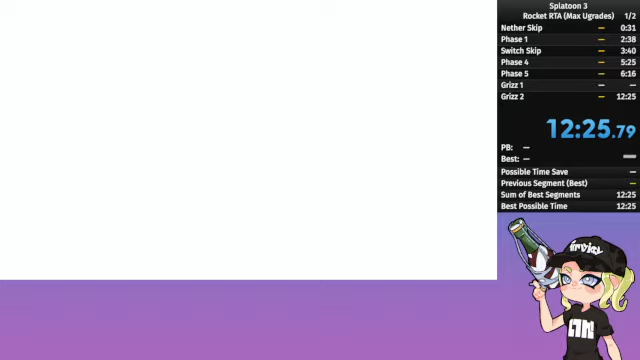 Splatoon 3
Rocket RTA (Max Ugrades) 1/2
Nether Skip — 0:31
Phase 1 — 2:38
Switch Skip — 3:40
Phase 4 — 5:25
Phase 5 — 6:16
Grizz 1 — —
Grizz 2 — 12:25
12:25.79
PB: —
Best: —
Possible Time Save —
Previous Segment (Best) —
Sum of Best Segments 12:25
Best Possible Time 12:25